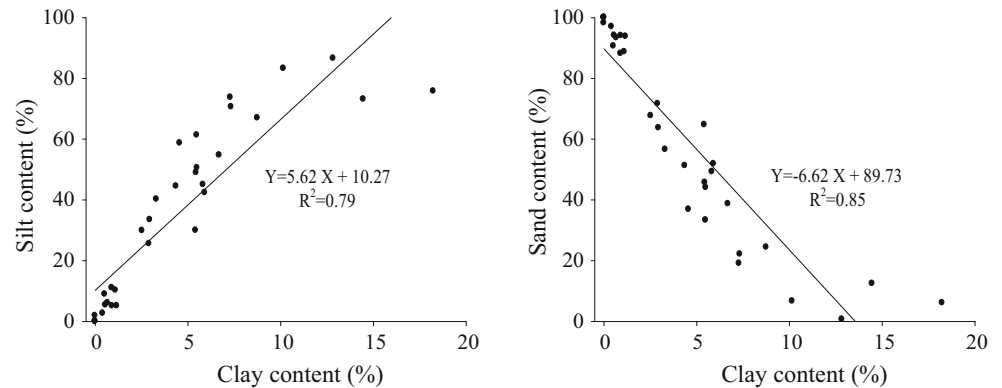 100
80
60
40
20
0
Silt content (%)
Y=5.62 X + 10.27
R²=0.79
0 5 10 15 20
Clay content (%)
100
80
60
40
20
0
Sand content (%)
Y=-6.62 X + 89.73
R²=0.85
0 5 10 15 20
Clay content (%)